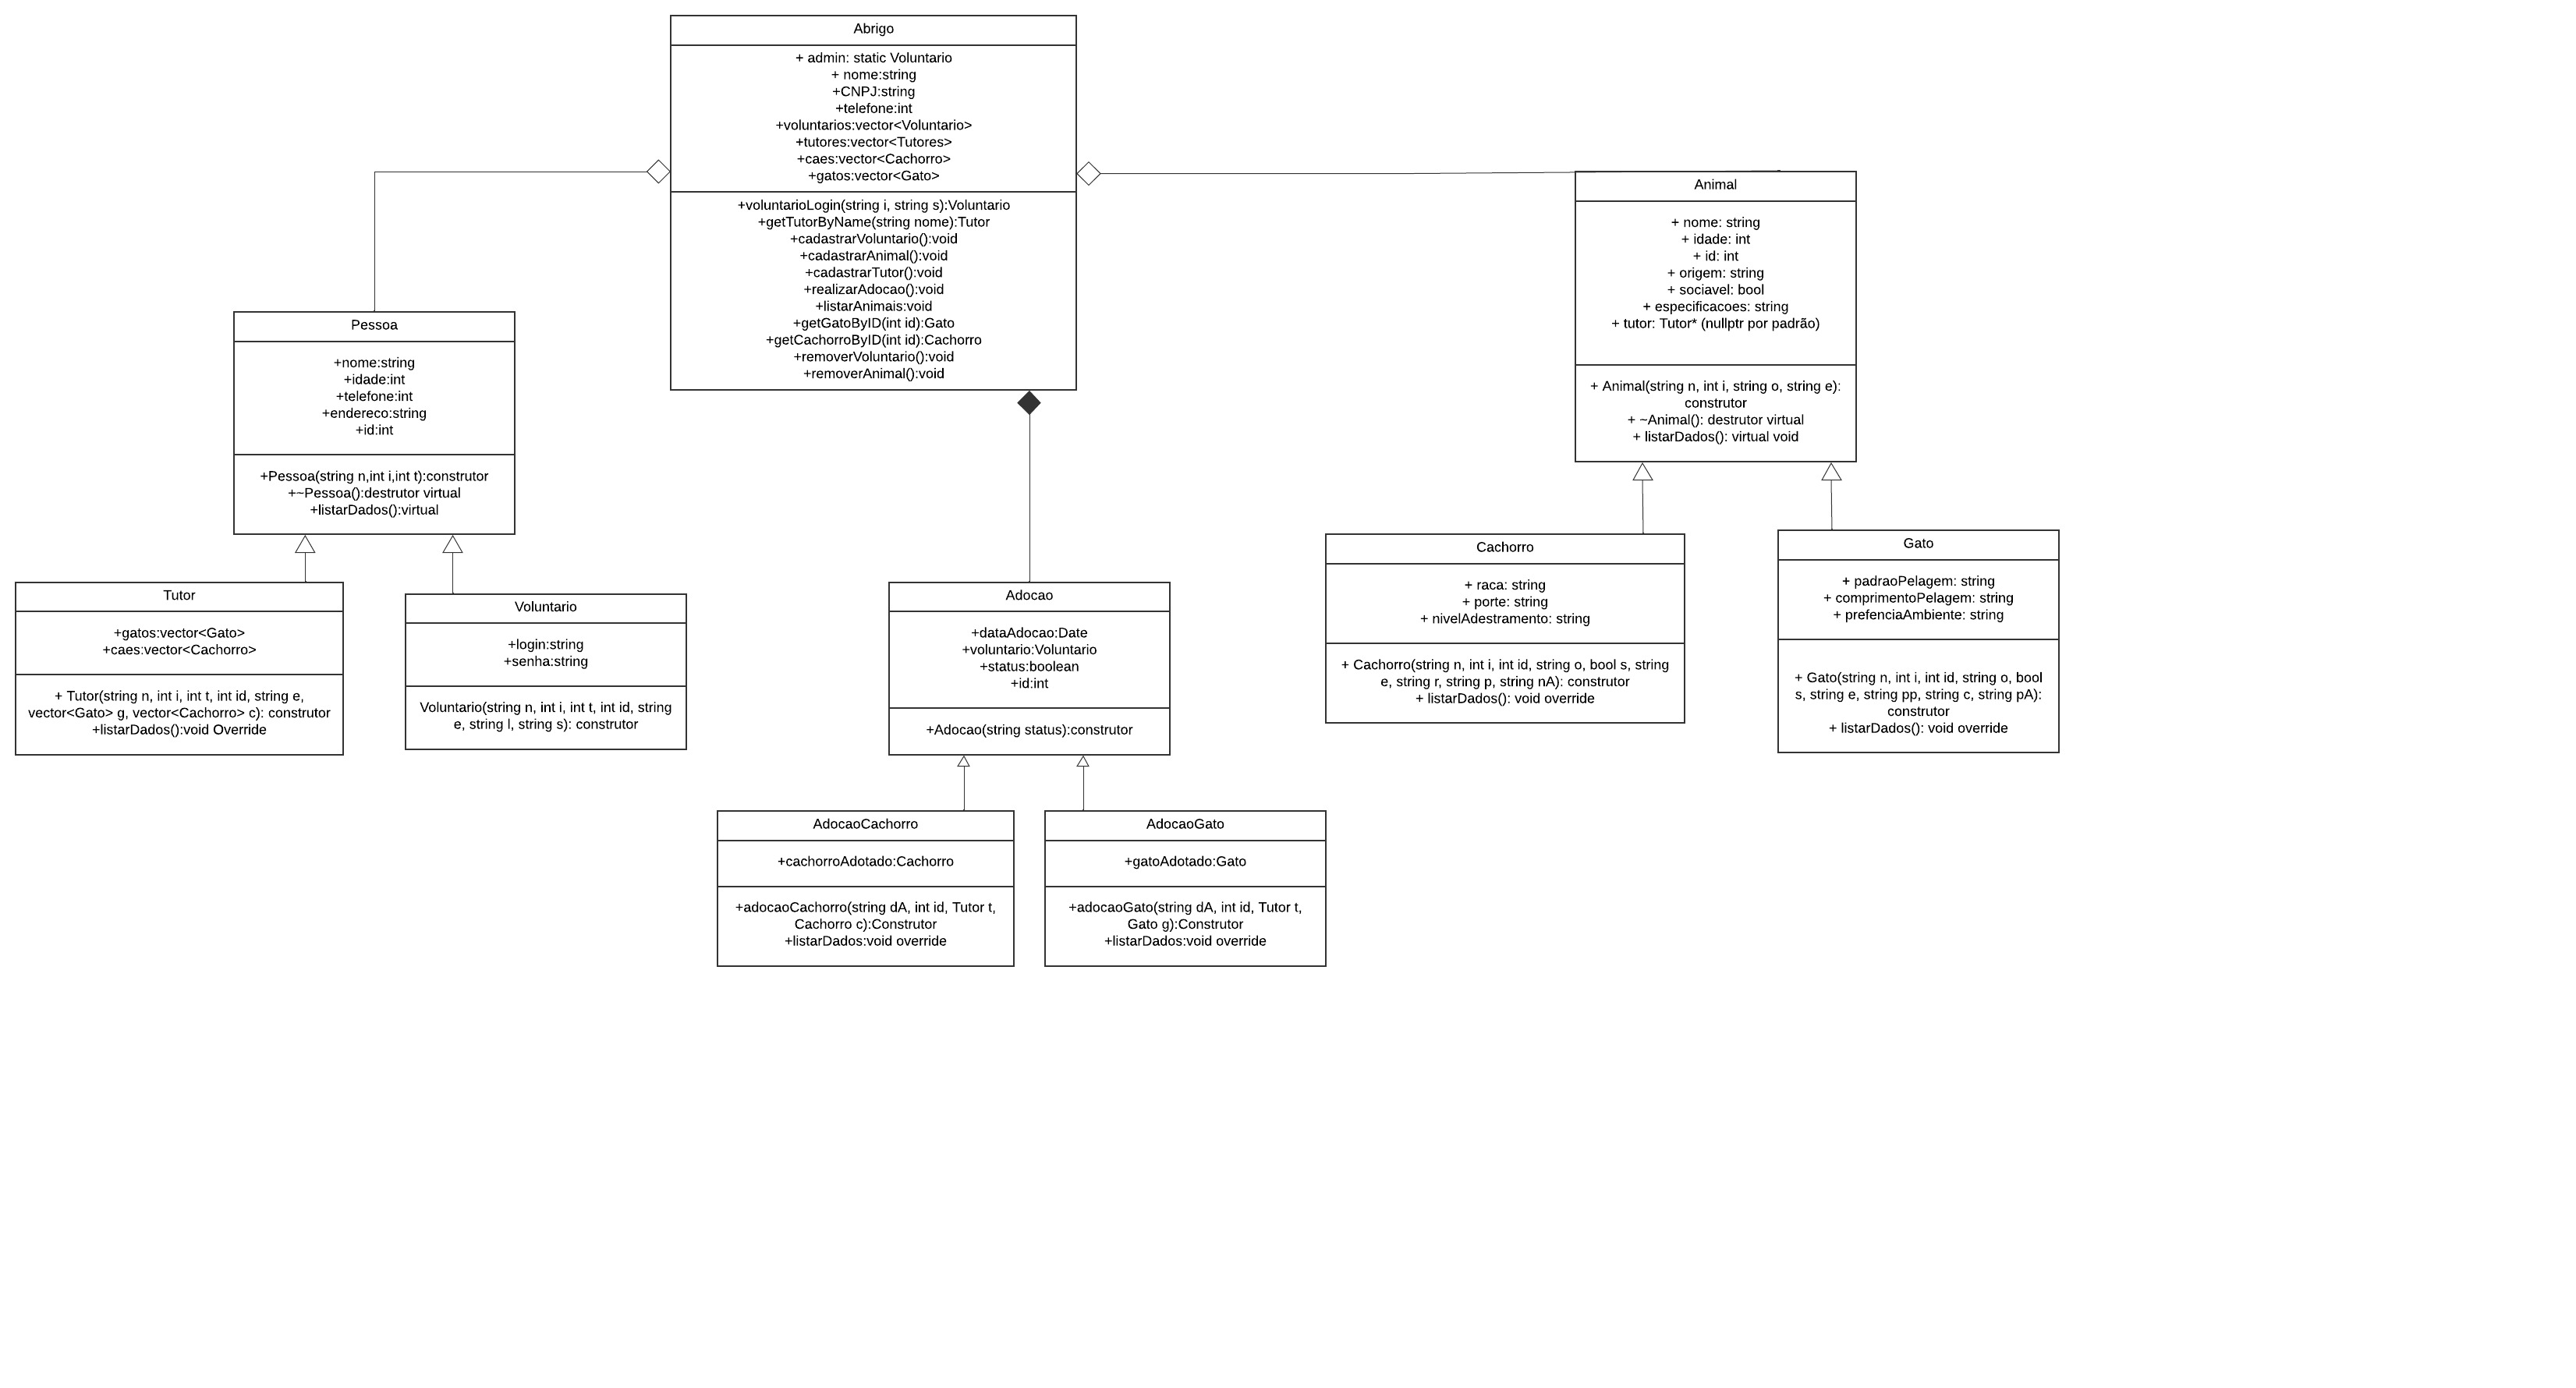 Abrigo
+ admin: static Voluntario
+ nome:string
+CNPJ:string
+telefone:int
+voluntarios:vector<Voluntario>
+tutores:vector<Tutores>
+caes:vector<Cachorro>
+gatos:vector<Gato>
+voluntarioLogin(string i, string s):Voluntario
+getTutorByName(string nome):Tutor
+cadastrarVoluntario():void
+cadastrarAnimal():void
+cadastrarTutor():void
+realizarAdocao():void
+listarAnimais:void
+getGatoByID(int id):Gato
+getCachorroByID(int id):Cachorro
+removerVoluntario():void
+removerAnimal():void
Pessoa
+nome:string
+idade:int
+telefone:int
+endereco:string
+id:int
+Pessoa(string n,int i,int t):construtor
+~Pessoa():destrutor virtual
+listarDados():virtual
Animal
+ nome: string
+ idade: int
+ id: int
+ origem: string
+ sociavel: bool
+ especificacoes: string
+ tutor: Tutor* (nullptr por padrão)
+ Animal(string n, int i, string o, string e):
construtor
+ ~Animal(): destrutor virtual
+ listarDados(): virtual void
Tutor
+gatos:vector<Gato>
+caes:vector<Cachorro>
+ Tutor(string n, int i, int t, int id, string e,
vector<Gato> g, vector<Cachorro> c): construtor
+listarDados():void Override
Voluntario
+login:string
+senha:string
Voluntario(string n, int i, int t, int id, string
e, string l, string s): construtor
Adocao
+dataAdocao:Date
+voluntario:Voluntario
+status:boolean
+id:int
+Adocao(string status):construtor
Cachorro
+ raca: string
+ porte: string
+ nivelAdestramento: string
+ Cachorro(string n, int i, int id, string o, bool s, string
e, string r, string p, string nA): construtor
+ listarDados(): void override
Gato
+ padraoPelagem: string
+ comprimentoPelagem: string
+ prefenciaAmbiente: string
+ Gato(string n, int i, int id, string o, bool
s, string e, string pp, string c, string pA):
construtor
+ listarDados(): void override
AdocaoCachorro
+cachorroAdotado:Cachorro
+adocaoCachorro(string dA, int id, Tutor t,
Cachorro c):Construtor
+listarDados:void override
AdocaoGato
+gatoAdotado:Gato
+adocaoGato(string dA, int id, Tutor t,
Gato g):Construtor
+listarDados:void override